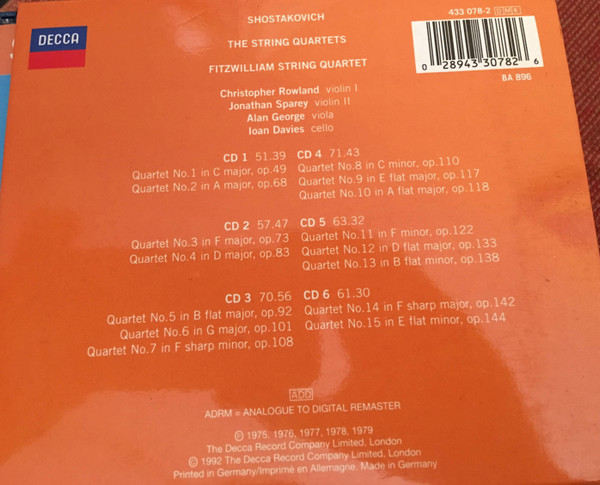 DECCA
SHOSTAKOVICH
THE STRING QUARTETS
FITZWILLIAM STRING QUARTET
433 078-2 DM6
0 28943 30782 6
BA 896
Christopher Rowland violin I
Jonathan Sparey violin II
Alan George viola
Ioan Davies cello
CD 1 51.39
Quartet No.1 in C major, op.49
Quartet No.2 in A major, op.68
CD 2 57.47
Quartet No.3 in F major, op.73
Quartet No.4 in D major, op.83
CD 3 70.56
Quartet No.5 in B flat major, op.92
Quartet No.6 in G major, op.101
Quartet No.7 in F sharp minor, op.108
CD 4 71.43
Quartet No.8 in C minor, op.110
Quartet No.9 in E flat major, op.117
Quartet No.10 in A flat major, op.118
CD 5 63.32
Quartet No.11 in F minor, op.122
Quartet No.12 in D flat major, op.133
Quartet No.13 in B flat minor, op.138
CD 6 61.30
Quartet No.14 in F sharp major, op.142
Quartet No.15 in E flat minor, op.144
ADD
ADRM = ANALOGUE TO DIGITAL REMASTER
℗ 1975, 1976, 1977, 1978, 1979
The Decca Record Company Limited, London
© 1992 The Decca Record Company Limited, London
Printed in Germany/Imprimé en Allemagne. Made in Germany